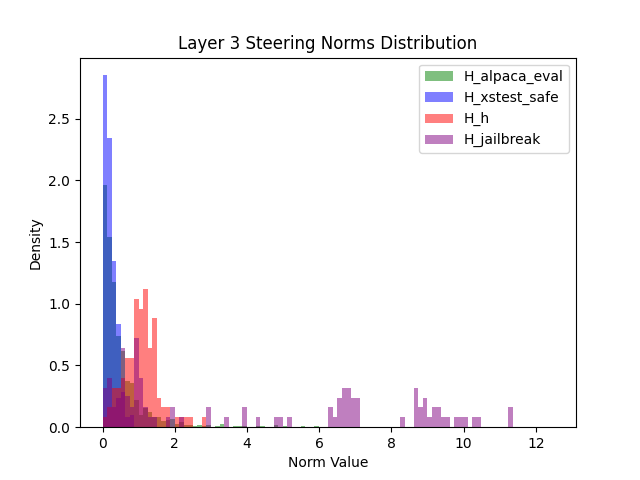 Layer 3 Steering Norms Distribution
H_alpaca_eval
H_xstest_safe
H_h
H_jailbreak
Density
2.5
2.0
1.5
1.0
0.5
0.0
0 2 4 6 8 10 12
Norm Value